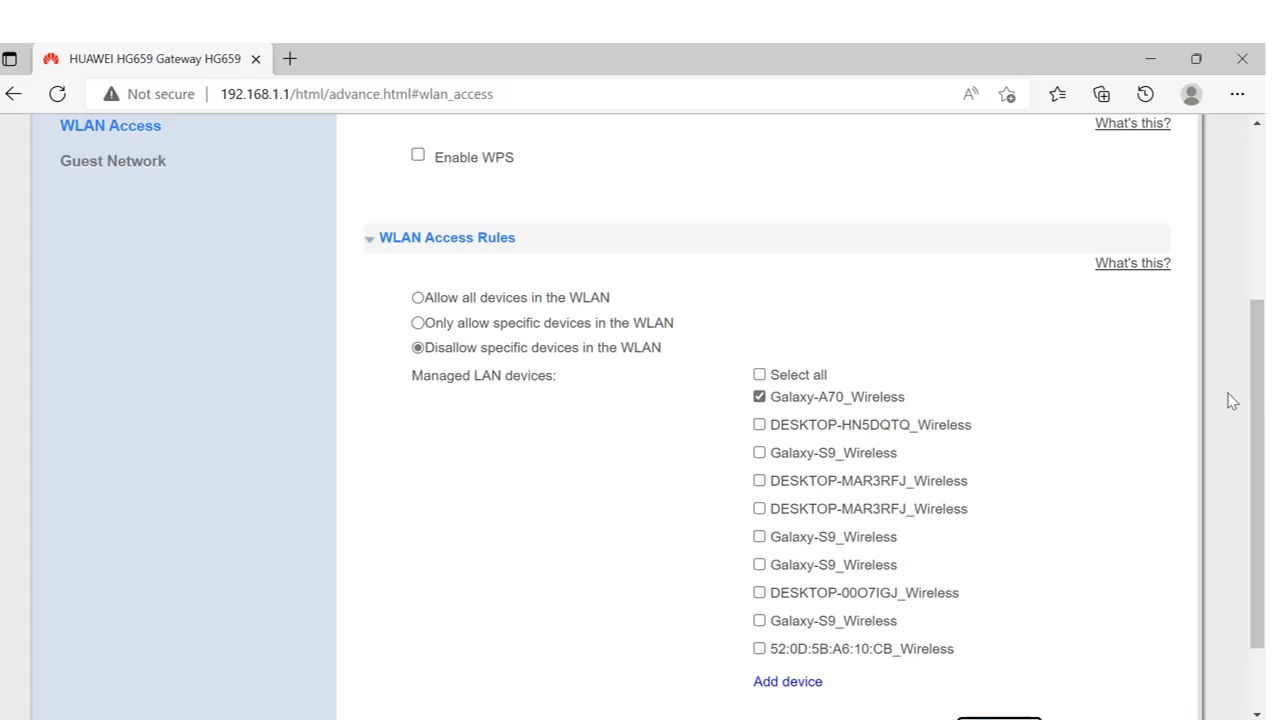 HUAWEI HG659 Gateway HG659
Not secure | 192.168.1.1/html/advance.html#wlan_access
WLAN Access
What's this?
Enable WPS
Guest Network
WLAN Access Rules
What's this?
Allow all devices in the WLAN
Only allow specific devices in the WLAN
Disallow specific devices in the WLAN
Managed LAN devices:
Select all
Galaxy-A70_Wireless
DESKTOP-HN5DQTQ_Wireless
Galaxy-S9_Wireless
DESKTOP-MAR3RFJ_Wireless
DESKTOP-MAR3RFJ_Wireless
Galaxy-S9_Wireless
Galaxy-S9_Wireless
DESKTOP-00O7IGJ_Wireless
Galaxy-S9_Wireless
52:0D:5B:A6:10:CB_Wireless
Add device